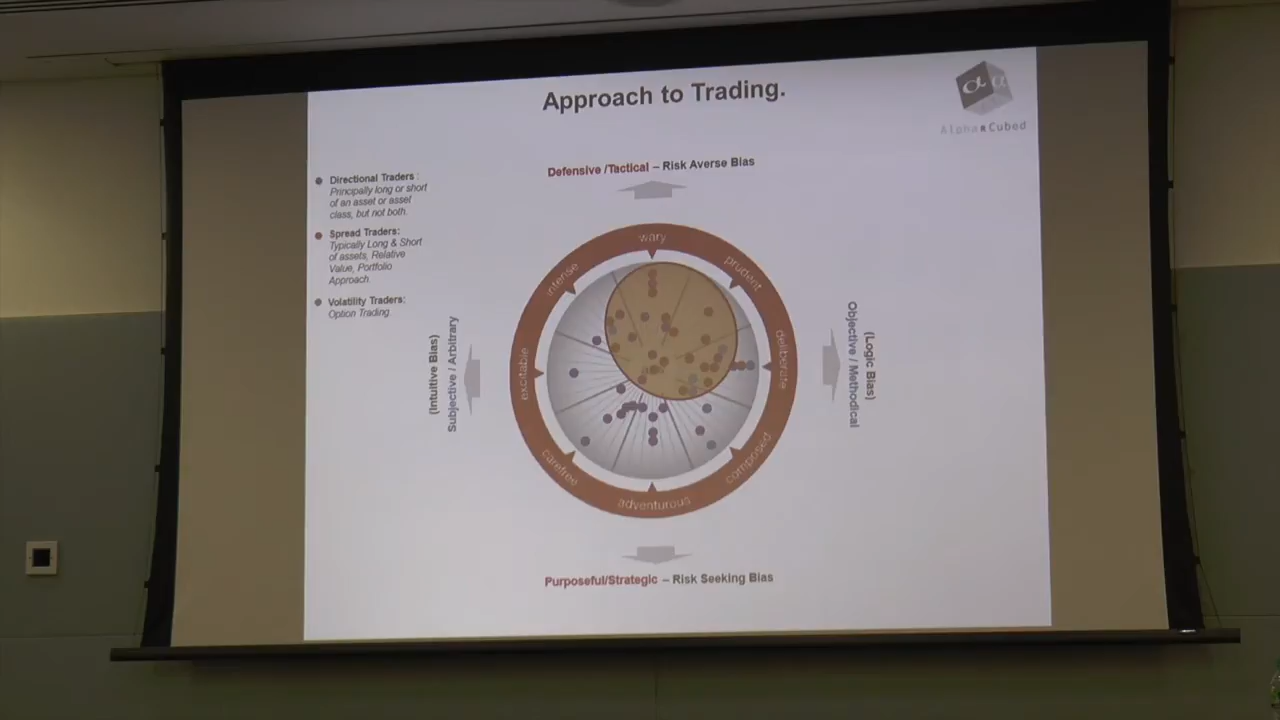 Approach to Trading.
αα
AlphaRCubed
Defensive /Tactical – Risk Averse Bias
Directional Traders :
Principally long or short
of an asset or asset
class, but not both.
Spread Traders:
Typically Long & Short
of assets, Relative
Value, Portfolio
Approach
Volatility Traders:
Option Trading.
wary
prudent
deliberate
composed
adventurous
carefree
excitable
intense
(Intuitive Bias)
Subjective / Arbitrary
(Logic Bias)
Objective / Methodical
Purposeful/Strategic – Risk Seeking Bias